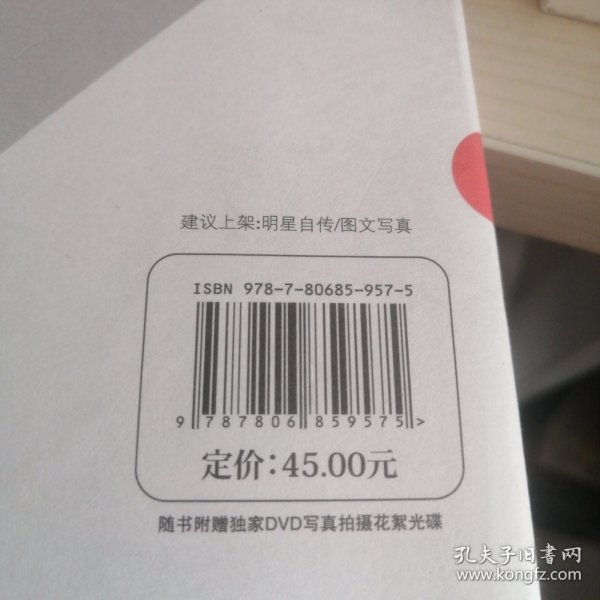 建议上架:明星自传/图文写真
ISBN 978-7-80685-957-5
9 787806 859575 >
定价:45.00元
随书附赠独家DVD写真拍摄花絮光碟
孔夫子旧书网
www.kongfz.com